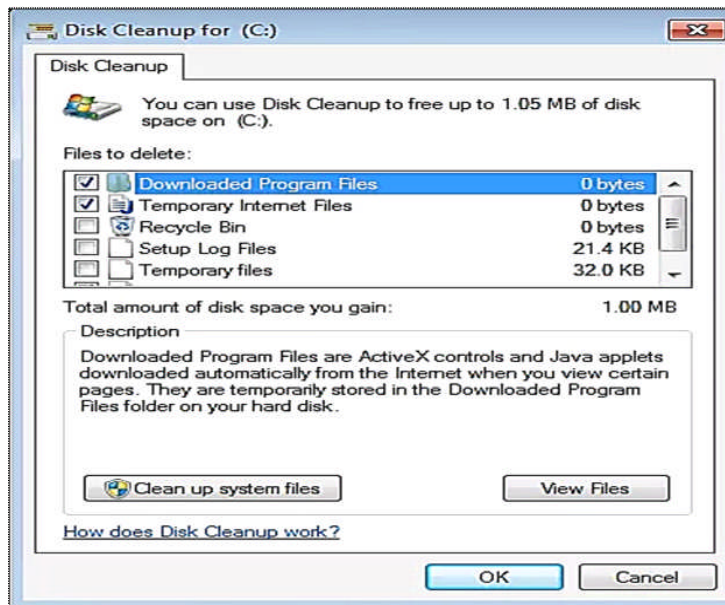 Disk Cleanup for (C:)
Disk Cleanup
You can use Disk Cleanup to free up to 1.05 MB of disk
space on (C:).
Files to delete:
Downloaded Program Files 0 bytes
Temporary Internet Files 0 bytes
Recycle Bin 0 bytes
Setup Log Files 21.4 KB
Temporary files 32.0 KB
Total amount of disk space you gain: 1.00 MB
Description
Downloaded Program Files are ActiveX controls and Java applets
downloaded automatically from the Internet when you view certain
pages. They are temporarily stored in the Downloaded Program
Files folder on your hard disk.
Clean up system files View Files
How does Disk Cleanup work?
OK Cancel